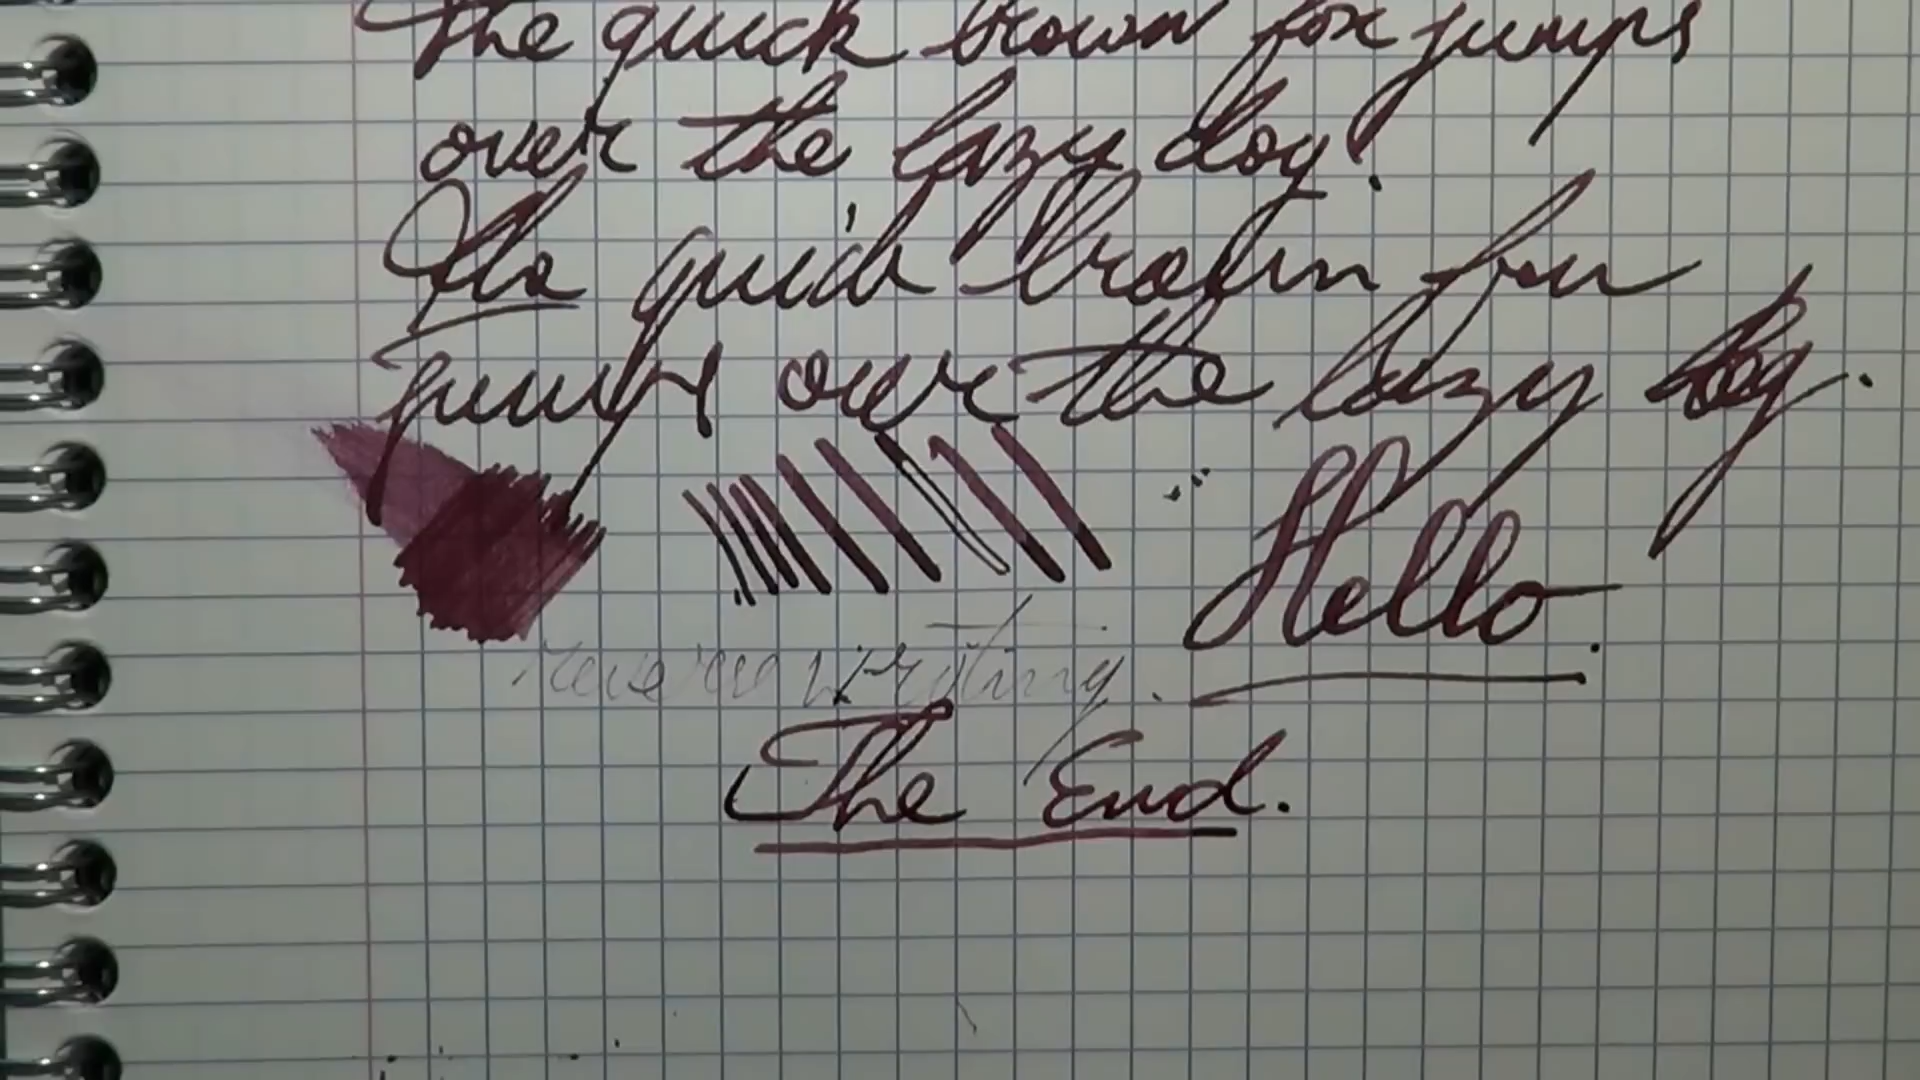 The quick brown fox jumps
over the lazy dog.
The quick brown fox
jumps over the lazy dog.
Hello.
reverse writing.
The End.